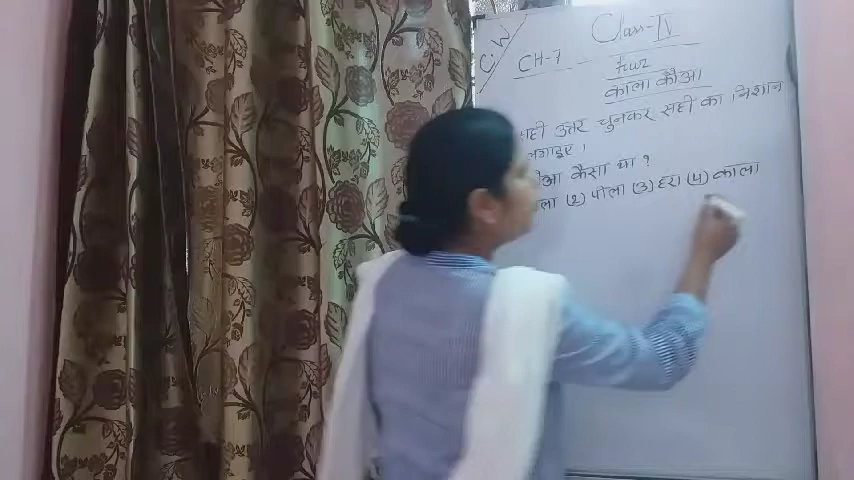 C.W
CH-7 Class-IV
काला कौआ
सही उत्तर चुनकर सही का निशान
लगाइए।
कौआ कैसा था ?
(2) पीला (3) हरा (4) काला